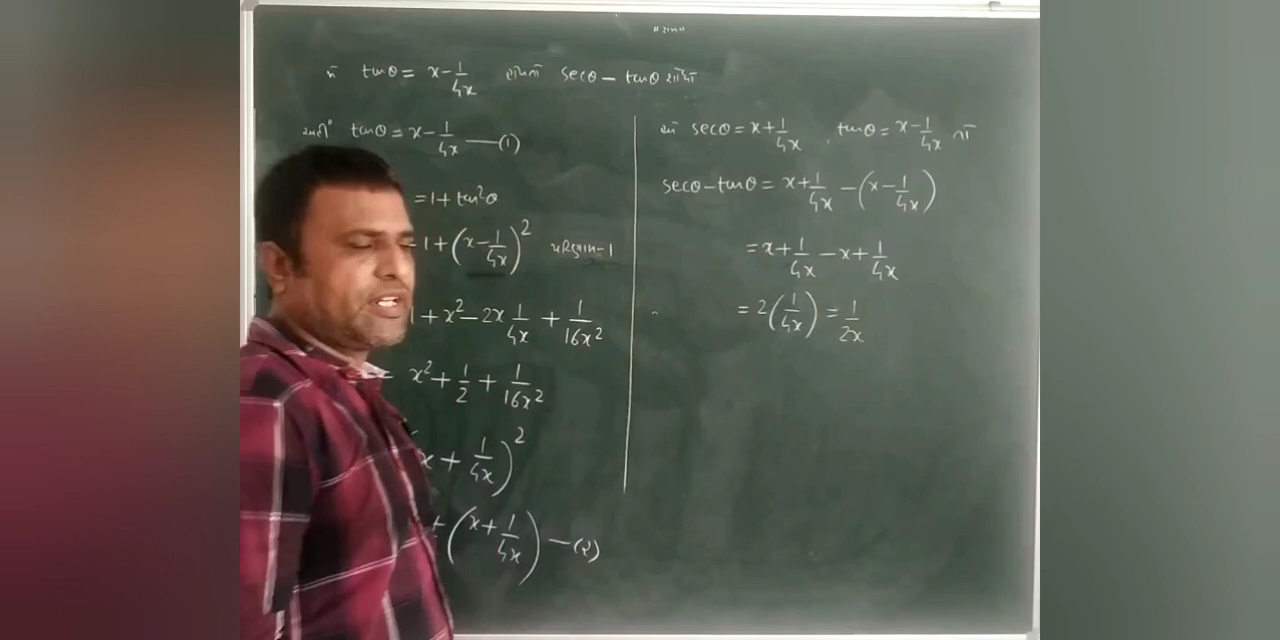 જો tanθ = x - 1/4x હોય તો secθ - tanθ શોધો
અહીં tanθ = x - 1/4x —(1)
= 1 + tan²θ
= 1 + (x - 1/4x)²
1 + x² - 2x 1/4x + 1/16x²
= x² + 1/2 + 1/16x²
x + 1/4x)²
± (x + 1/4x) —(૨)
જો secθ = x + 1/4x , tanθ = x - 1/4x તો
secθ - tanθ = x + 1/4x - (x - 1/4x)
= x + 1/4x - x + 1/4x
= 2(1/4x) = 1/2x